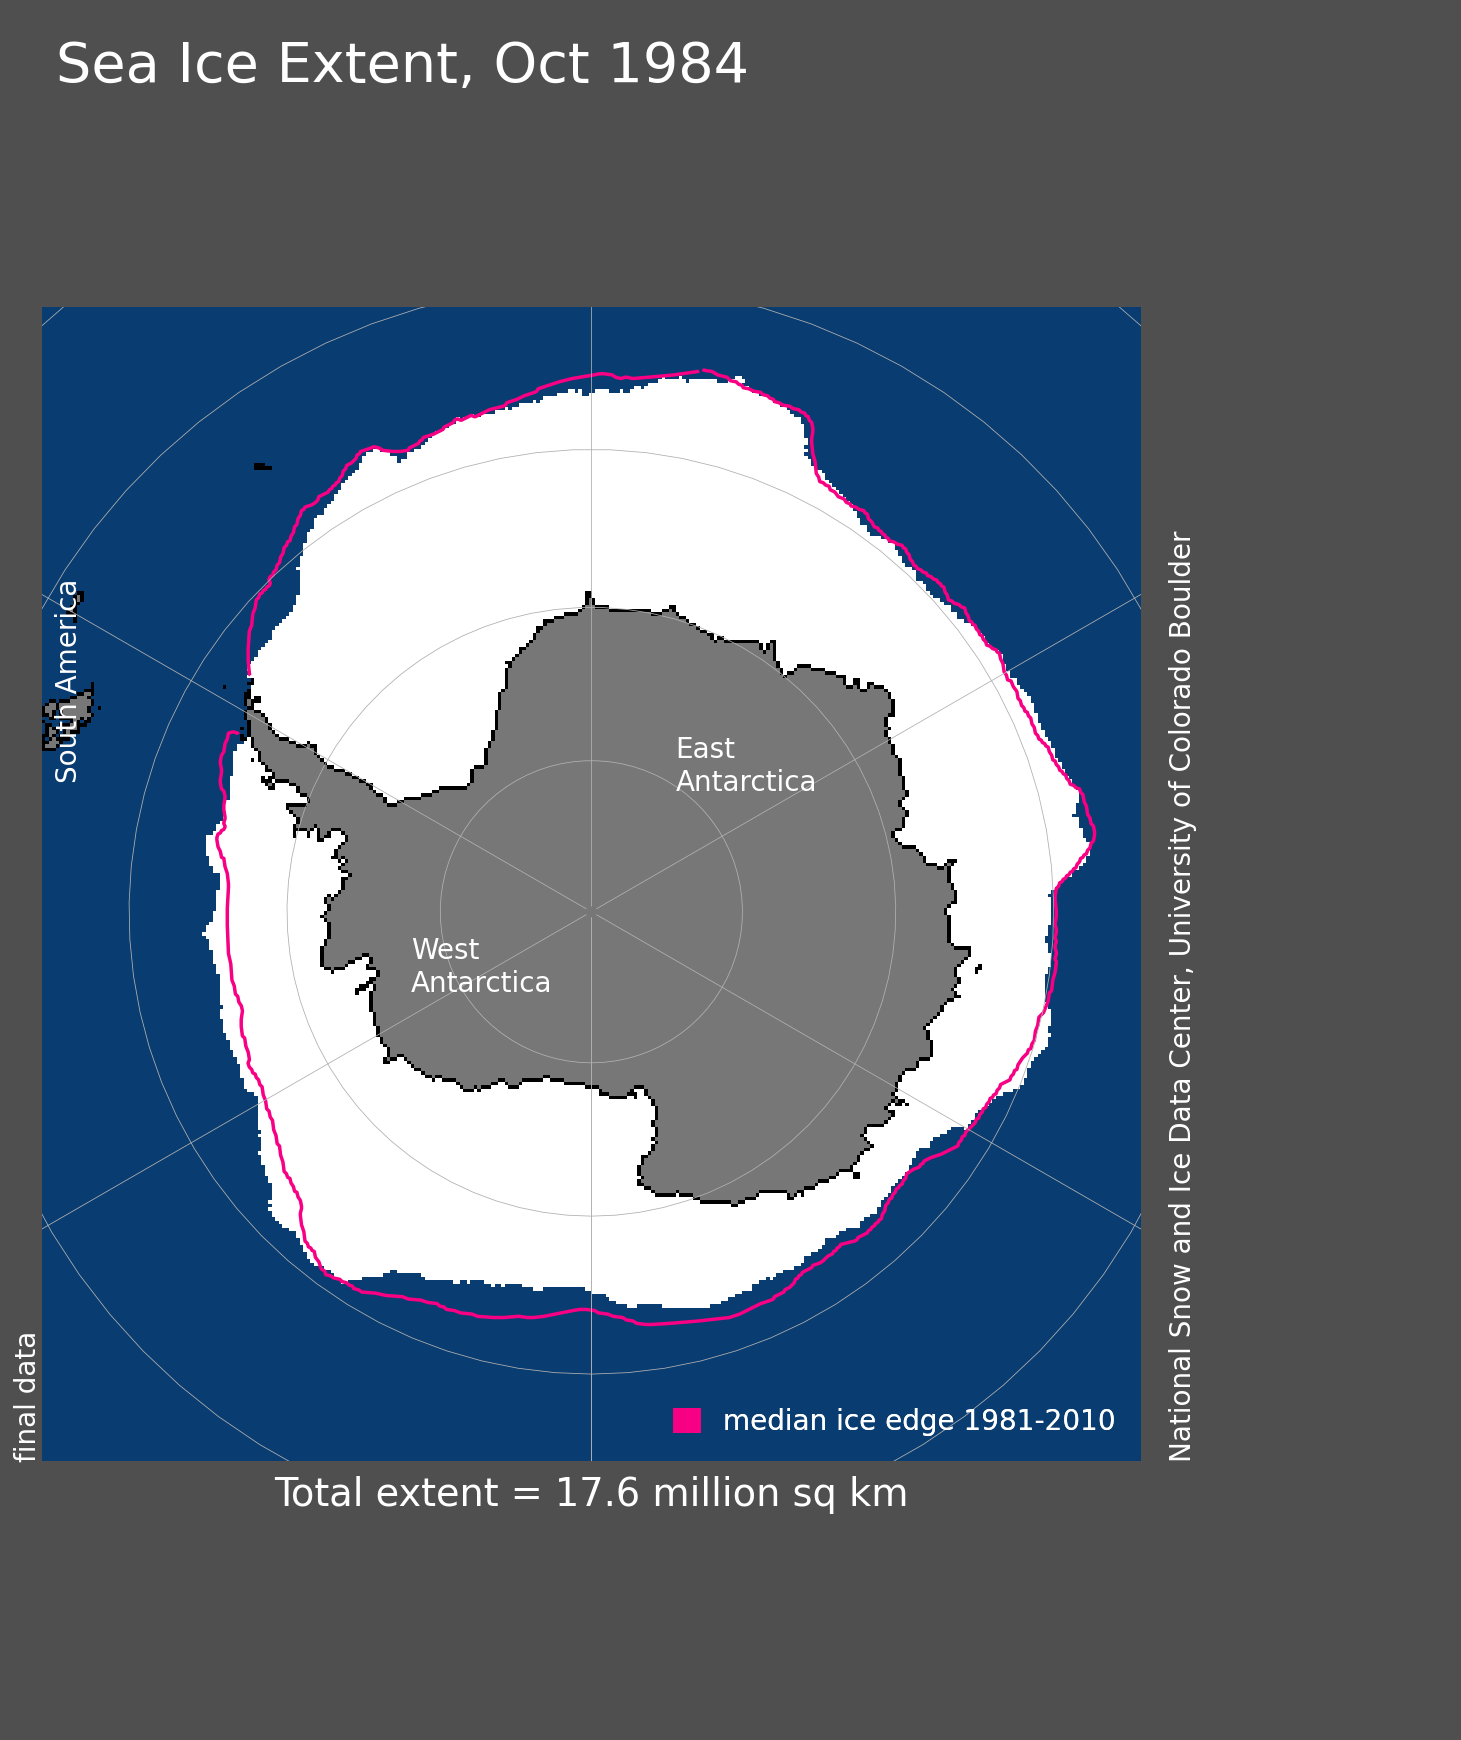 Sea Ice Extent, Oct 1984
South America
East
Antarctica
West
Antarctica
National Snow and Ice Data Center, University of Colorado Boulder
final data
median ice edge 1981-2010
Total extent = 17.6 million sq km